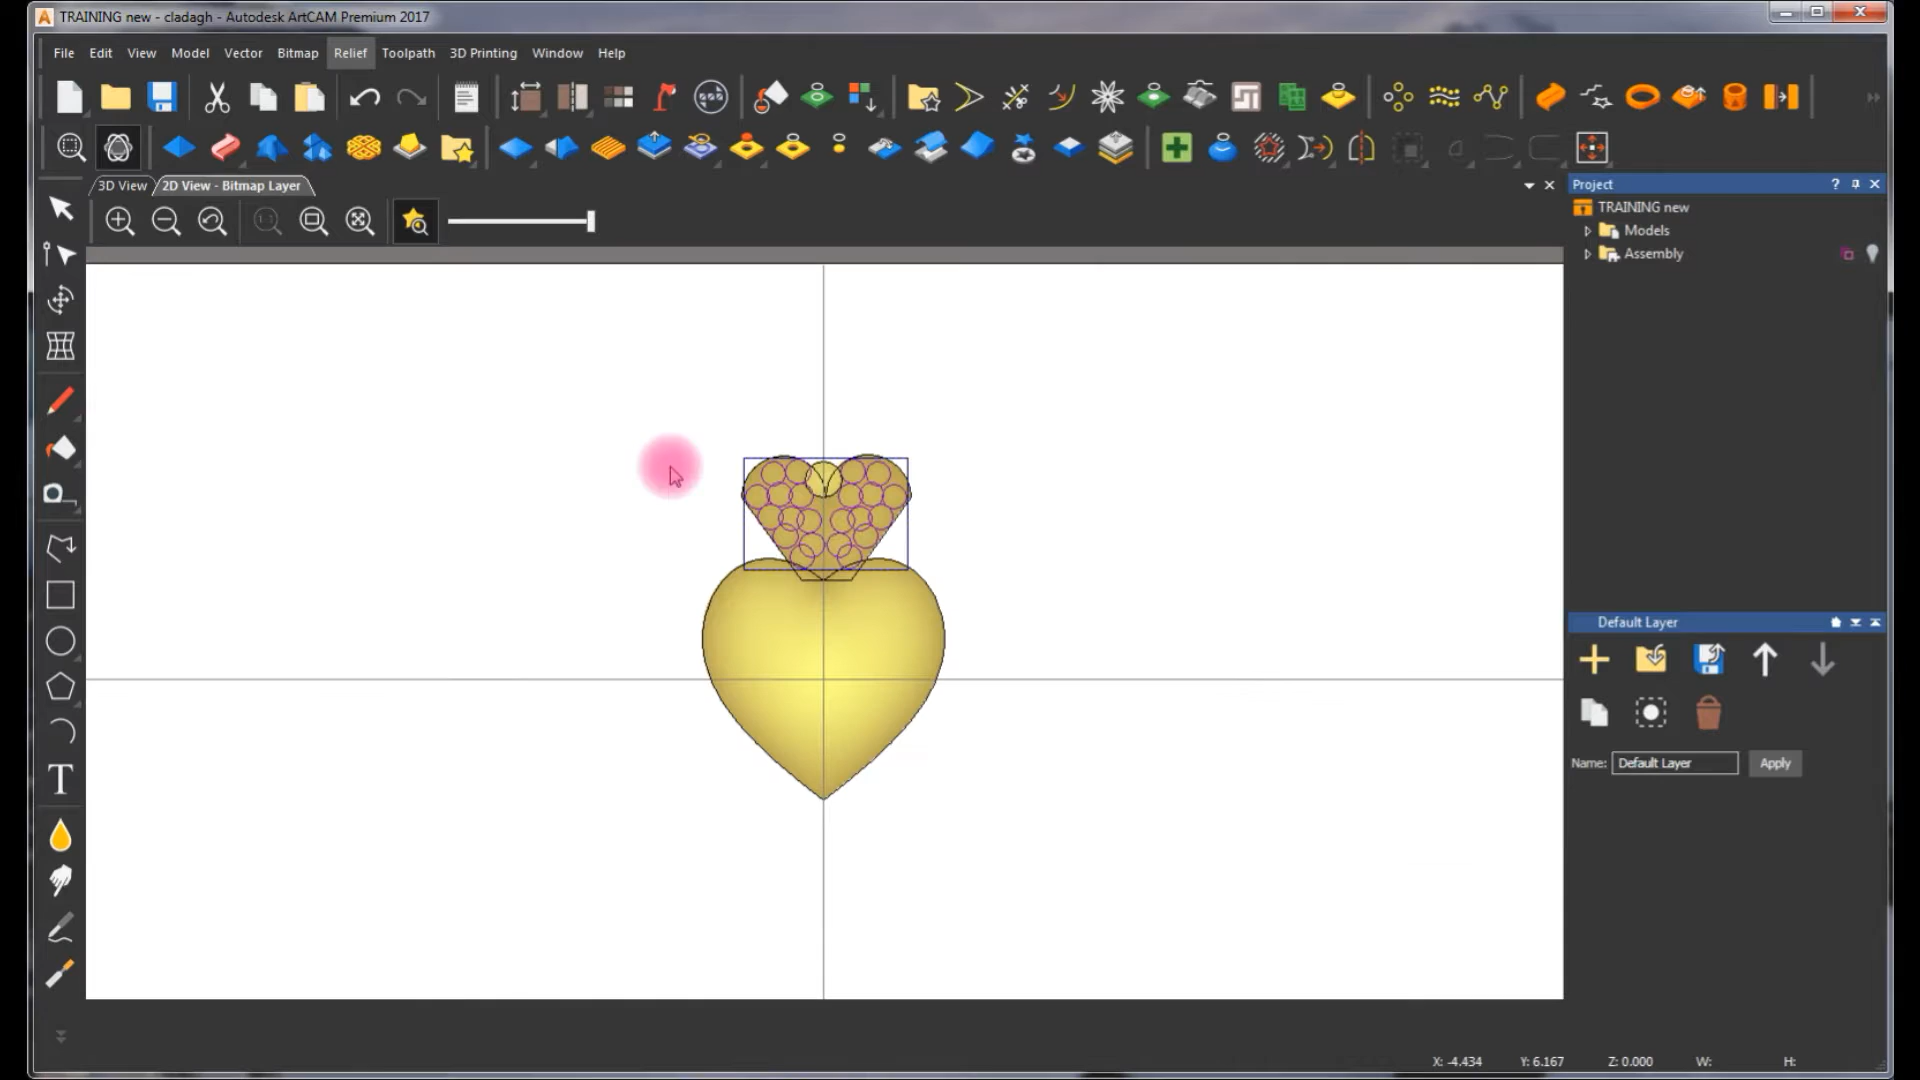 TRAINING new - cladagh - Autodesk ArtCAM Premium 2017
File Edit View Model Vector Bitmap Relief Toolpath 3D Printing Window Help
3D View 2D View - Bitmap Layer
Project
TRAINING new
Models
Assembly
Default Layer
Name: Default Layer Apply
X: -4.434 Y: 6.167 Z: 0.000 W: H: